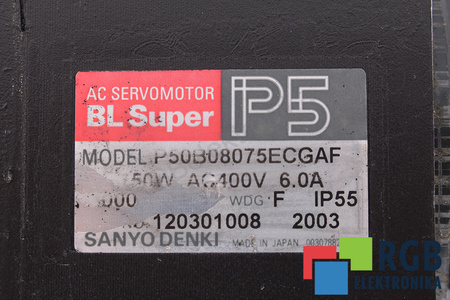 AC SERVOMOTOR
BL Super P5
MODEL P50B08075ECGAF
50W AC400V 6.0A
000 WDG F IP55
120301008 2003
SANYO DENKI MADE IN JAPAN
RGB
ELEKTRONIKA